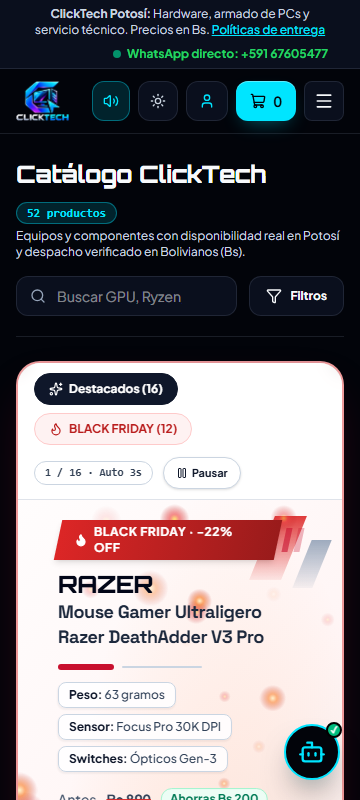 ClickTech Potosí: Hardware, armado de PCs y
servicio técnico. Precios en Bs. Políticas de entrega
WhatsApp directo: +591 67605477
CLICKTECH
0
Catálogo ClickTech
52 productos
Equipos y componentes con disponibilidad real en Potosí
y despacho verificado en Bolivianos (Bs).
Buscar GPU, Ryzen
Filtros
Destacados (16)
BLACK FRIDAY (12)
1 / 16 · Auto 3s
Pausar
BLACK FRIDAY · −22%
OFF
RAZER
Mouse Gamer Ultraligero
Razer DeathAdder V3 Pro
Peso: 63 gramos
Sensor: Focus Pro 30K DPI
Switches: Ópticos Gen-3
Antes Bs 900 Ahorras Bs 200